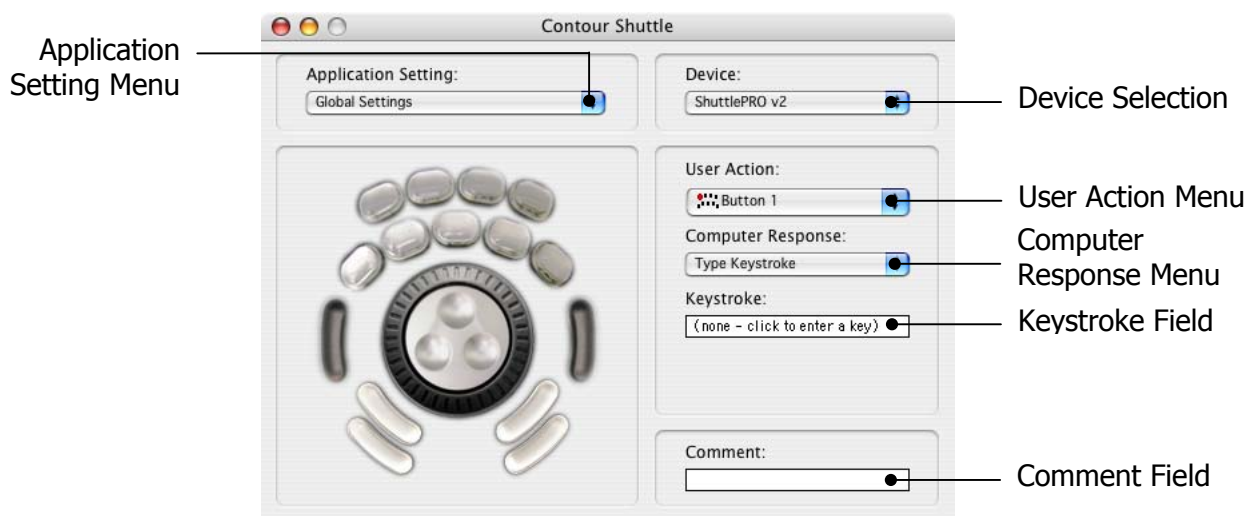 Contour Shuttle
Application
Setting Menu
Application Setting:
Global Settings
Device:
ShuttlePRO v2
Device Selection
User Action:
Button 1
User Action Menu
Computer Response:
Type Keystroke
Computer
Response Menu
Keystroke:
(none - click to enter a key)
Keystroke Field
Comment:
Comment Field